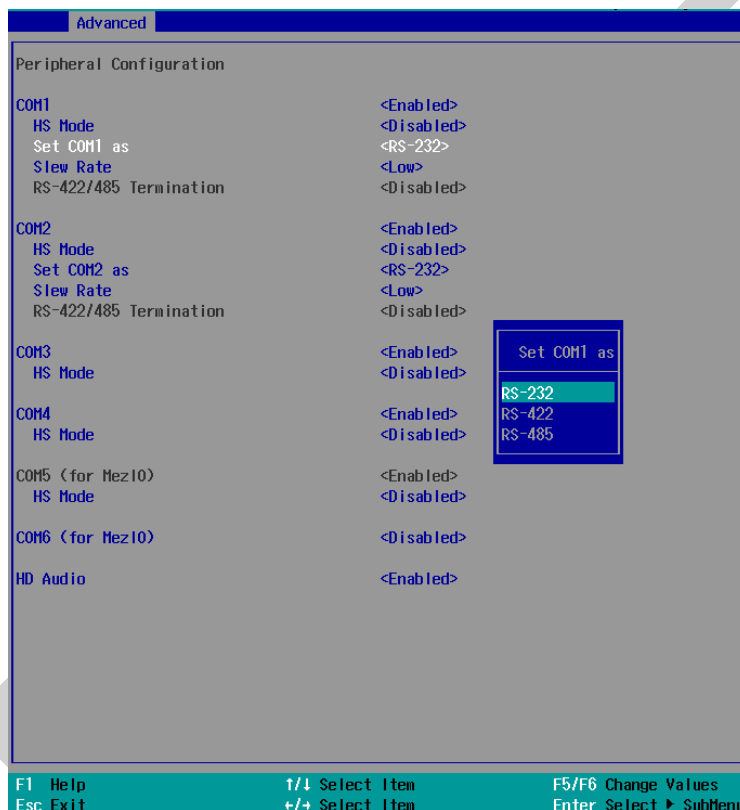 Advanced
Peripheral Configuration
COM1 <Enabled>
HS Mode <Disabled>
Set COM1 as <RS-232>
Slew Rate <Low>
RS-422/485 Termination <Disabled>
COM2 <Enabled>
HS Mode <Disabled>
Set COM2 as <RS-232>
Slew Rate <Low>
RS-422/485 Termination <Disabled>
COM3 <Enabled>
HS Mode <Disabled>
COM4 <Enabled>
HS Mode <Disabled>
COM5 (for MezIO) <Enabled>
HS Mode <Disabled>
COM6 (for MezIO) <Disabled>
HD Audio <Enabled>
Set COM1 as
RS-232
RS-422
RS-485
F1 Help ↑/↓ Select Item F5/F6 Change Values
Esc Exit ←/→ Select Item Enter Select ▶ SubMenu